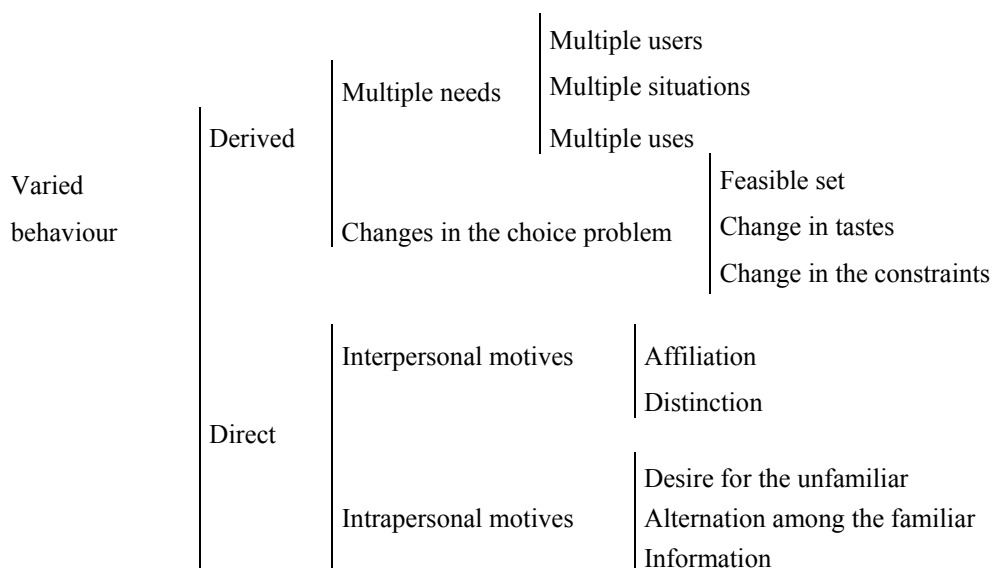 Varied
behaviour
Derived
Multiple needs
Multiple users
Multiple situations
Multiple uses
Changes in the choice problem
Feasible set
Change in tastes
Change in the constraints
Direct
Interpersonal motives
Affiliation
Distinction
Intrapersonal motives
Desire for the unfamiliar
Alternation among the familiar
Information